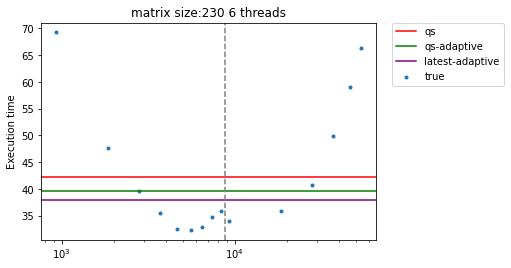 matrix size:230 6 threads
Execution time
70
65
60
55
50
45
40
35
10³
10⁴
qs
qs-adaptive
latest-adaptive
true